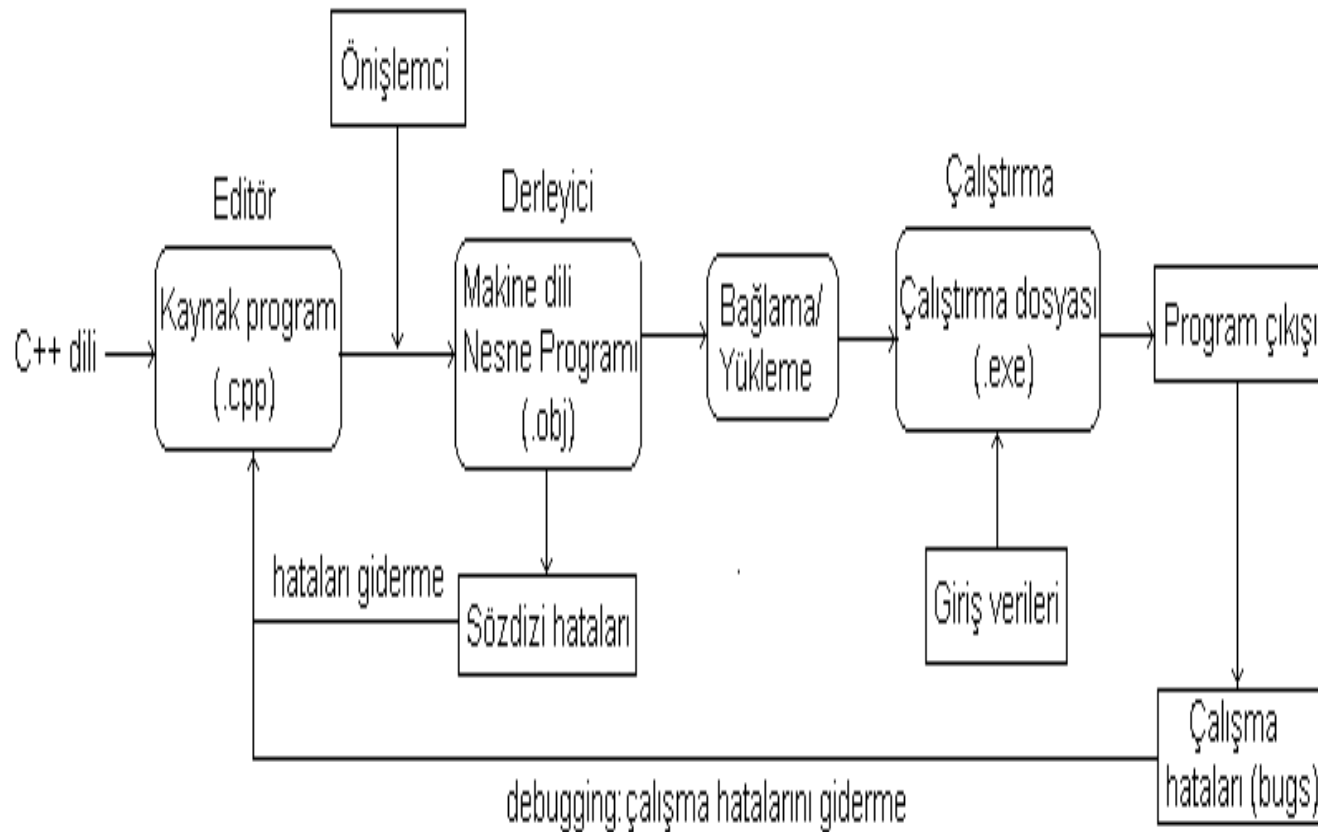 Önişlemci
Editör
Derleyici
Çalıştırma
C++ dili
Kaynak program
(.cpp)
Makine dili
Nesne Programı
(.obj)
Bağlama/
Yükleme
Çalıştırma dosyası
(.exe)
Program çıkışı
hataları giderme
Sözdizi hataları
Giriş verileri
Çalışma
hataları (bugs)
debugging: çalışma hatalarını giderme